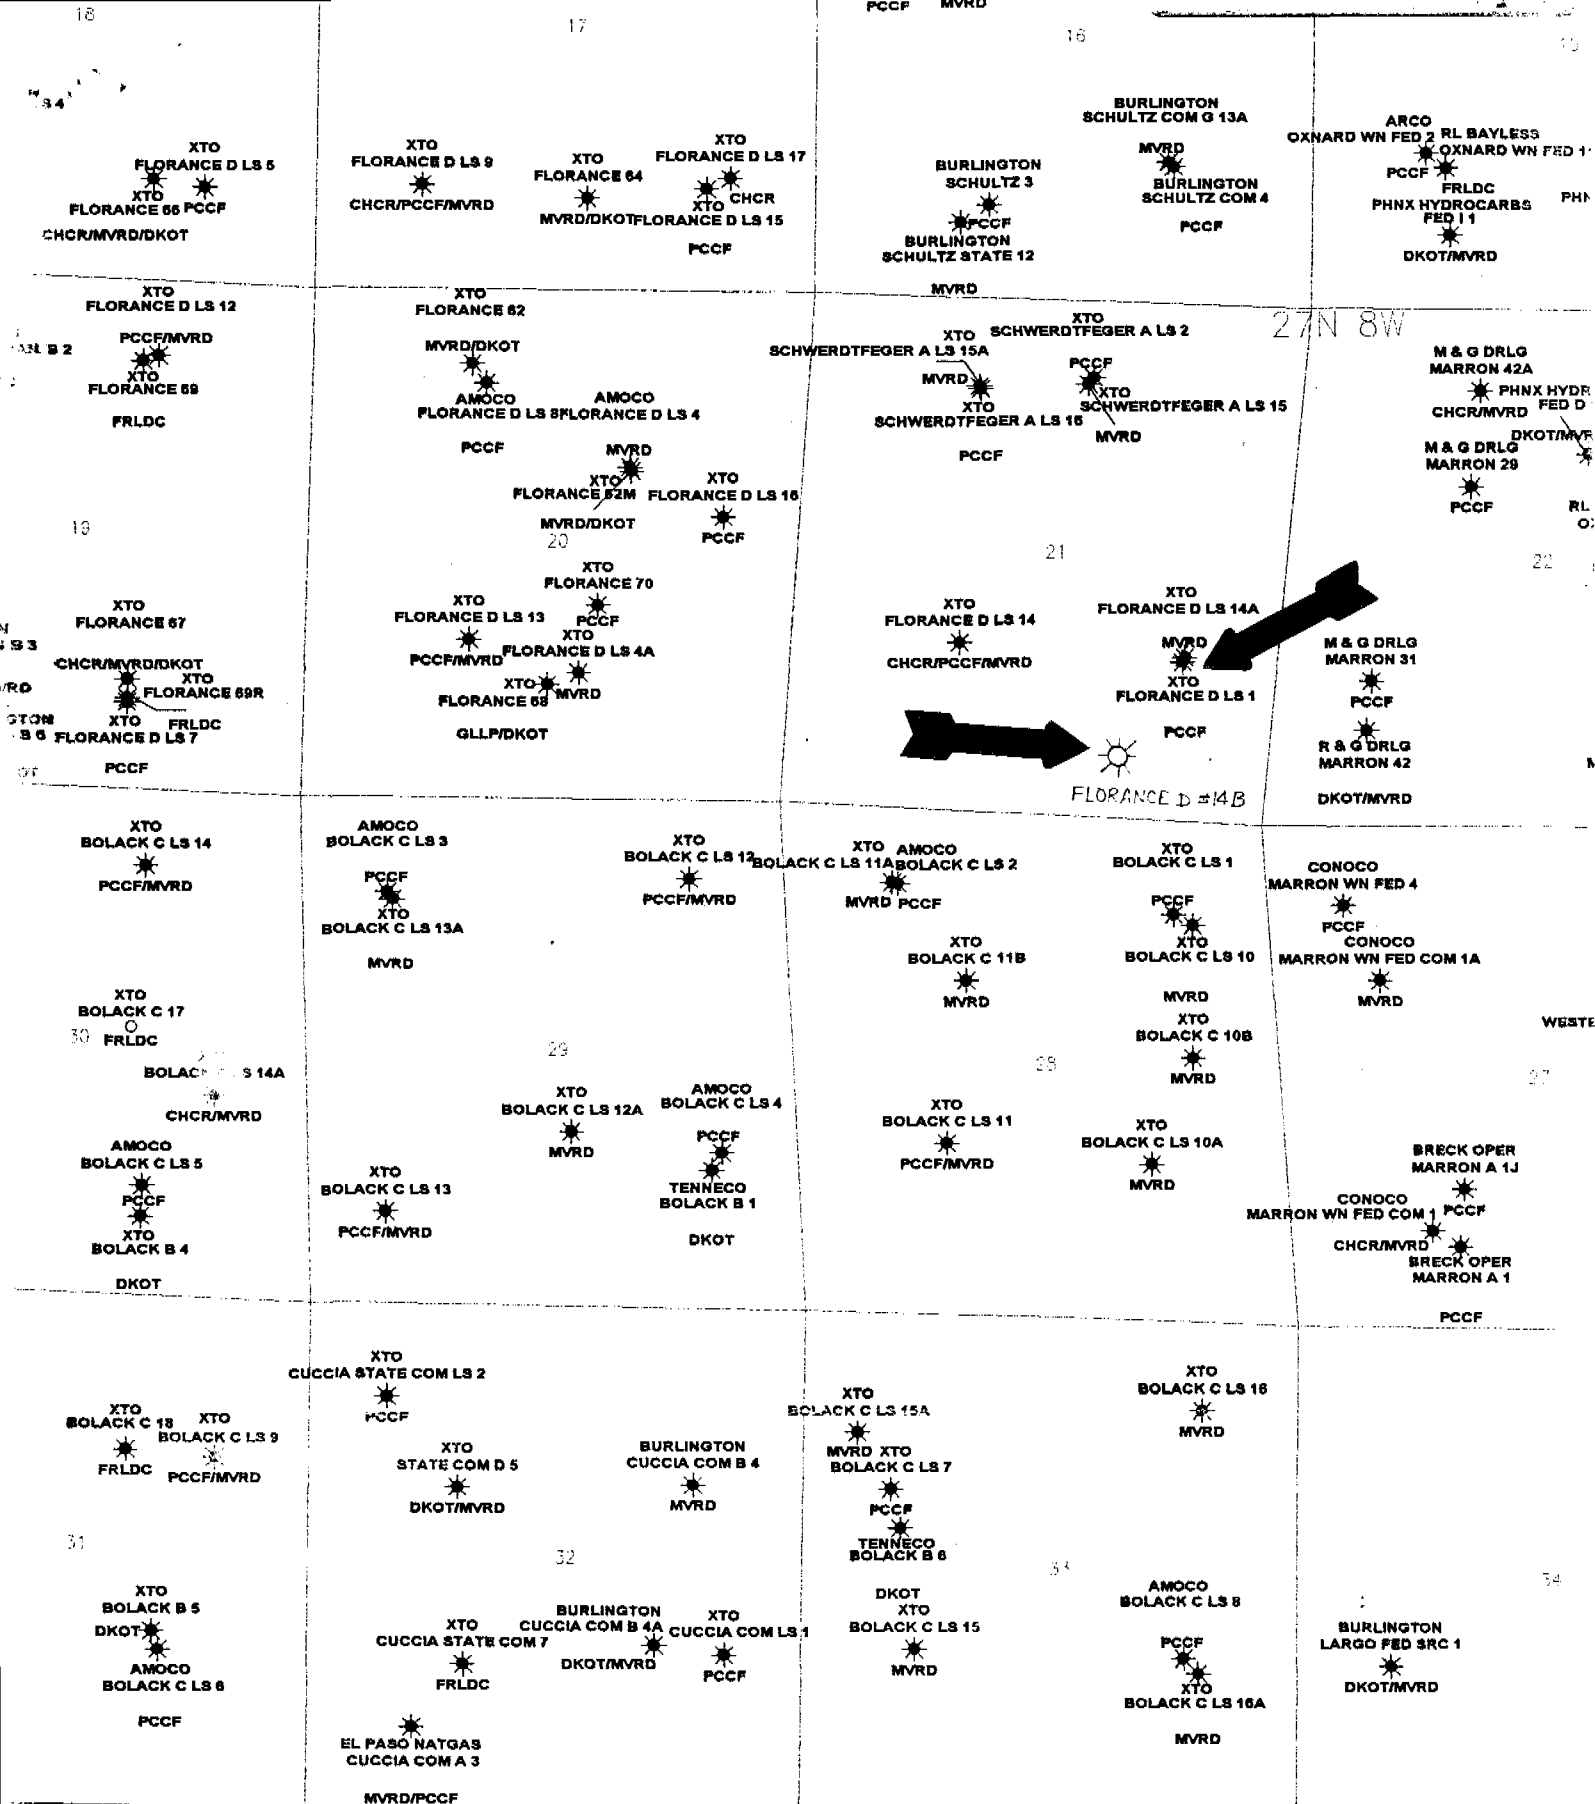 PCCF MVRD
18
17
16
15
S 4
XTO
FLORANCE D LS 5
XTO
FLORANCE 66 PCCF
CHCR/MVRD/DKOT
XTO
FLORANCE D LS 9
CHCR/PCCF/MVRD
XTO
FLORANCE 64
MVRD/DKOT
XTO
FLORANCE D LS 17
CHCR
XTO
FLORANCE D LS 15
PCCF
BURLINGTON
SCHULTZ 3
PCCF
BURLINGTON
SCHULTZ STATE 12
MVRD
BURLINGTON
SCHULTZ COM G 13A
MVRD
BURLINGTON
SCHULTZ COM 4
PCCF
ARCO
OXNARD WN FED 2
PCCF
RL BAYLESS
OXNARD WN FED 1
FRLDC
PHNX HYDROCARBS
FED I 1
DKOT/MVRD
PHN
27N 8W
XTO
FLORANCE D LS 12
PCCF/MVRD
XTO
FLORANCE 69
FRLDC
B 2
XTO
FLORANCE 62
MVRD/DKOT
AMOCO
FLORANCE D LS 8
PCCF
AMOCO
FLORANCE D LS 4
MVRD
XTO
FLORANCE 62M
MVRD/DKOT
XTO
FLORANCE D LS 16
PCCF
XTO
SCHWERDTFEGER A LS 15A
MVRD
XTO
SCHWERDTFEGER A LS 16
PCCF
XTO
SCHWERDTFEGER A LS 2
PCCF
XTO
SCHWERDTFEGER A LS 15
MVRD
M & G DRLG
MARRON 42A
CHCR/MVRD
PHNX HYDR
FED D
DKOT/MVR
M & G DRLG
MARRON 29
PCCF
RL
19
20
21
22
XTO
FLORANCE 67
CHCR/MVRD/DKOT
XTO
FLORANCE 69R
FRLDC
XTO
FLORANCE D LS 7
PCCF
XTO
FLORANCE 70
PCCF
XTO
FLORANCE D LS 13
PCCF/MVRD
XTO
FLORANCE D LS 4A
MVRD
XTO
FLORANCE 68
GLLP/DKOT
XTO
FLORANCE D LS 14
CHCR/PCCF/MVRD
XTO
FLORANCE D LS 14A
MVRD
XTO
FLORANCE D LS 1
PCCF
FLORANCE D #14B
M & G DRLG
MARRON 31
PCCF
R & G DRLG
MARRON 42
DKOT/MVRD
XTO
BOLACK C LS 14
PCCF/MVRD
AMOCO
BOLACK C LS 3
PCCF
XTO
BOLACK C LS 13A
MVRD
XTO
BOLACK C LS 12
PCCF/MVRD
XTO
BOLACK C LS 11A
MVRD
AMOCO
BOLACK C LS 2
PCCF
XTO
BOLACK C LS 1
PCCF
XTO
BOLACK C LS 10
MVRD
CONOCO
MARRON WN FED 4
PCCF
CONOCO
MARRON WN FED COM 1A
MVRD
XTO
BOLACK C 11B
MVRD
XTO
BOLACK C 17
FRLDC
XTO
BOLACK C 10B
MVRD
WESTE
30
29
28
27
S 14A
CHCR/MVRD
AMOCO
BOLACK C LS 5
PCCF
XTO
BOLACK B 4
DKOT
XTO
BOLACK C LS 13
PCCF/MVRD
XTO
BOLACK C LS 12A
MVRD
AMOCO
BOLACK C LS 4
PCCF
TENNECO
BOLACK B 1
DKOT
XTO
BOLACK C LS 11
PCCF/MVRD
XTO
BOLACK C LS 10A
MVRD
BRECK OPER
MARRON A 1J
PCCF
CONOCO
MARRON WN FED COM 1
CHCR/MVRD
BRECK OPER
MARRON A 1
PCCF
XTO
CUCCIA STATE COM LS 2
PCCF
XTO
BOLACK C 18
FRLDC
XTO
BOLACK C LS 9
PCCF/MVRD
XTO
STATE COM D 5
DKOT/MVRD
BURLINGTON
CUCCIA COM B 4
MVRD
XTO
BOLACK C LS 15A
MVRD
XTO
BOLACK C LS 7
PCCF
TENNECO
BOLACK B 6
DKOT
XTO
BOLACK C LS 16
MVRD
31
32
33
34
XTO
BOLACK B 5
DKOT
AMOCO
BOLACK C LS 6
PCCF
XTO
CUCCIA STATE COM 7
FRLDC
BURLINGTON
CUCCIA COM B 4A
DKOT/MVRD
XTO
CUCCIA COM LS 1
PCCF
XTO
BOLACK C LS 15
MVRD
AMOCO
BOLACK C LS 8
PCCF
XTO
BOLACK C LS 16A
MVRD
BURLINGTON
LARGO FED SRC 1
DKOT/MVRD
EL PASO NATGAS
CUCCIA COM A 3
MVRD/PCCF